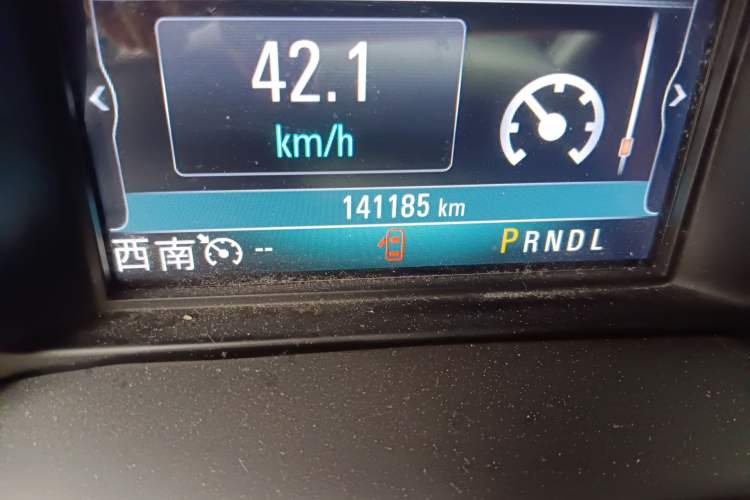 42.1
km/h
141185 km
西南 -- PRNDL